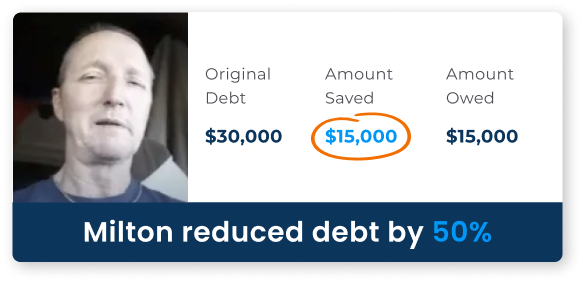 Original
Debt
$30,000
Amount
Saved
$15,000
Amount
Owed
$15,000
Milton reduced debt by 50%